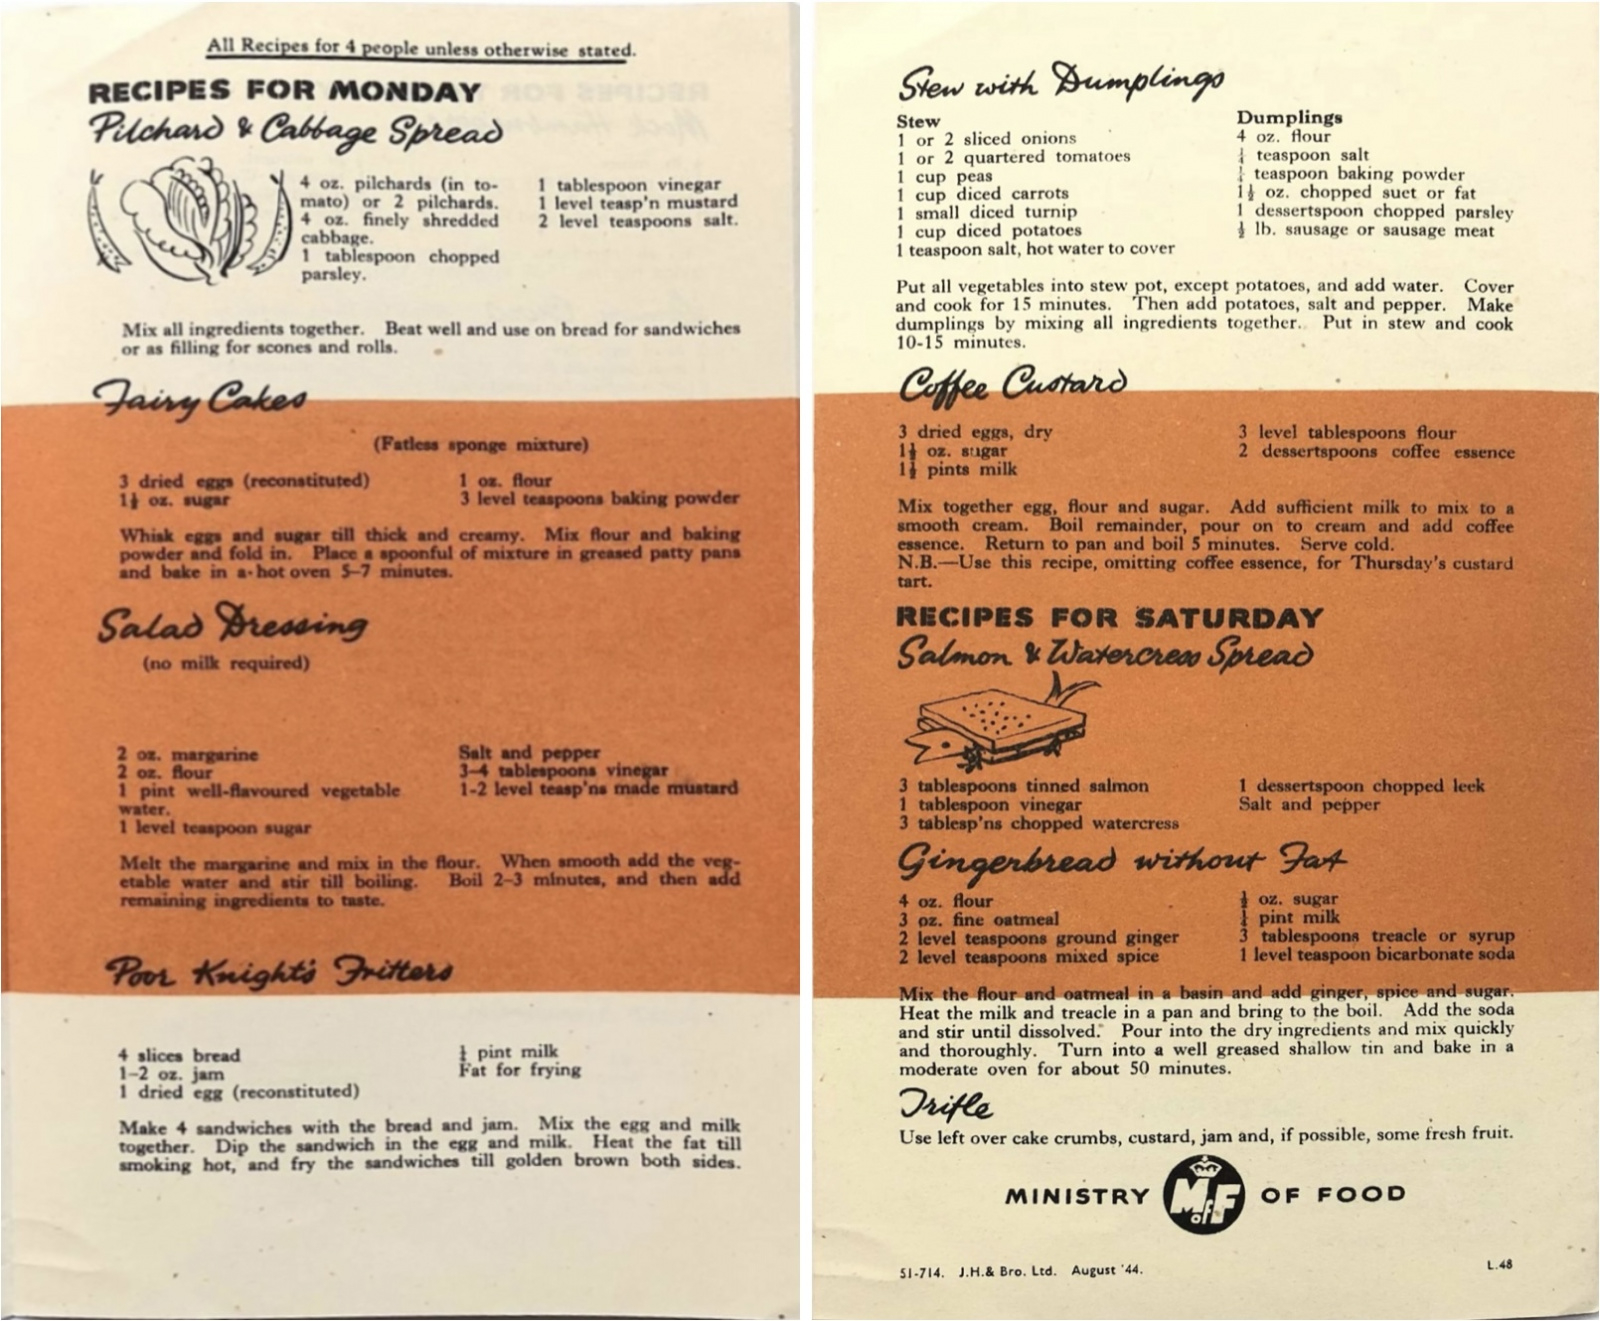 All Recipes for 4 people unless otherwise stated.
RECIPES FOR MONDAY
Pilchard & Cabbage Spread
4 oz. pilchards (in to-
mato) or 2 pilchards.
4 oz. finely shredded
cabbage.
1 tablespoon chopped
parsley.
1 tablespoon vinegar
1 level teasp'n mustard
2 level teaspoons salt.
Mix all ingredients together. Beat well and use on bread for sandwiches
or as filling for scones and rolls.
Fairy Cakes
(Fatless sponge mixture)
3 dried eggs (reconstituted)
1½ oz. sugar
1 oz. flour
3 level teaspoons baking powder
Whisk eggs and sugar till thick and creamy. Mix flour and baking
powder and fold in. Place a spoonful of mixture in greased patty pans
and bake in a hot oven 5–7 minutes.
Salad Dressing
(no milk required)
2 oz. margarine
2 oz. flour
1 pint well-flavoured vegetable
water.
1 level teaspoon sugar
Salt and pepper
3–4 tablespoons vinegar
1-2 level teasp'ns made mustard
Melt the margarine and mix in the flour. When smooth add the veg-
etable water and stir till boiling. Boil 2–3 minutes, and then add
remaining ingredients to taste.
Poor Knight's Fritters
4 slices bread
1–2 oz. jam
1 dried egg (reconstituted)
pint milk
Fat for frying
Make 4 sandwiches with the bread and jam. Mix the egg and milk
together. Dip the sandwich in the egg and milk. Heat the fat till
smoking hot, and fry the sandwiches till golden brown both sides.
Stew with Dumplings
Stew
1 or 2 sliced onions
1 or 2 quartered tomatoes
1 cup peas
1 cup diced carrots
1 small diced turnip
1 cup diced potatoes
1 teaspoon salt, hot water to cover
Dumplings
4 oz. flour
teaspoon salt
teaspoon baking powder
1½ oz. chopped suet or fat
1 dessertspoon chopped parsley
½ lb. sausage or sausage meat
Put all vegetables into stew pot, except potatoes, and add water. Cover
and cook for 15 minutes. Then add potatoes, salt and pepper. Make
dumplings by mixing all ingredients together. Put in stew and cook
10-15 minutes.
Coffee Custard
3 dried eggs, dry
1½ oz. sugar
1½ pints milk
3 level tablespoons flour
2 dessertspoons coffee essence
Mix together egg, flour and sugar. Add sufficient milk to mix to a
smooth cream. Boil remainder, pour on to cream and add coffee
essence. Return to pan and boil 5 minutes. Serve cold.
N.B.—Use this recipe, omitting coffee essence, for Thursday's custard
tart.
RECIPES FOR SATURDAY
Salmon & Watercress Spread
3 tablespoons tinned salmon
1 tablespoon vinegar
3 tablesp'ns chopped watercress
1 dessertspoon chopped leek
Salt and pepper
Gingerbread without Fat
4 oz. flour
3 oz. fine oatmeal
2 level teaspoons ground ginger
2 level teaspoons mixed spice
½ oz. sugar
pint milk
3 tablespoons treacle or syrup
1 level teaspoon bicarbonate soda
Mix the flour and oatmeal in a basin and add ginger, spice and sugar.
Heat the milk and treacle in a pan and bring to the boil. Add the soda
and stir until dissolved. Pour into the dry ingredients and mix quickly
and thoroughly. Turn into a well greased shallow tin and bake in a
moderate oven for about 50 minutes.
Trifle
Use left over cake crumbs, custard, jam and, if possible, some fresh fruit.
MINISTRY MofF OF FOOD
51-714. J.H.& Bro. Ltd. August '44.
L.48